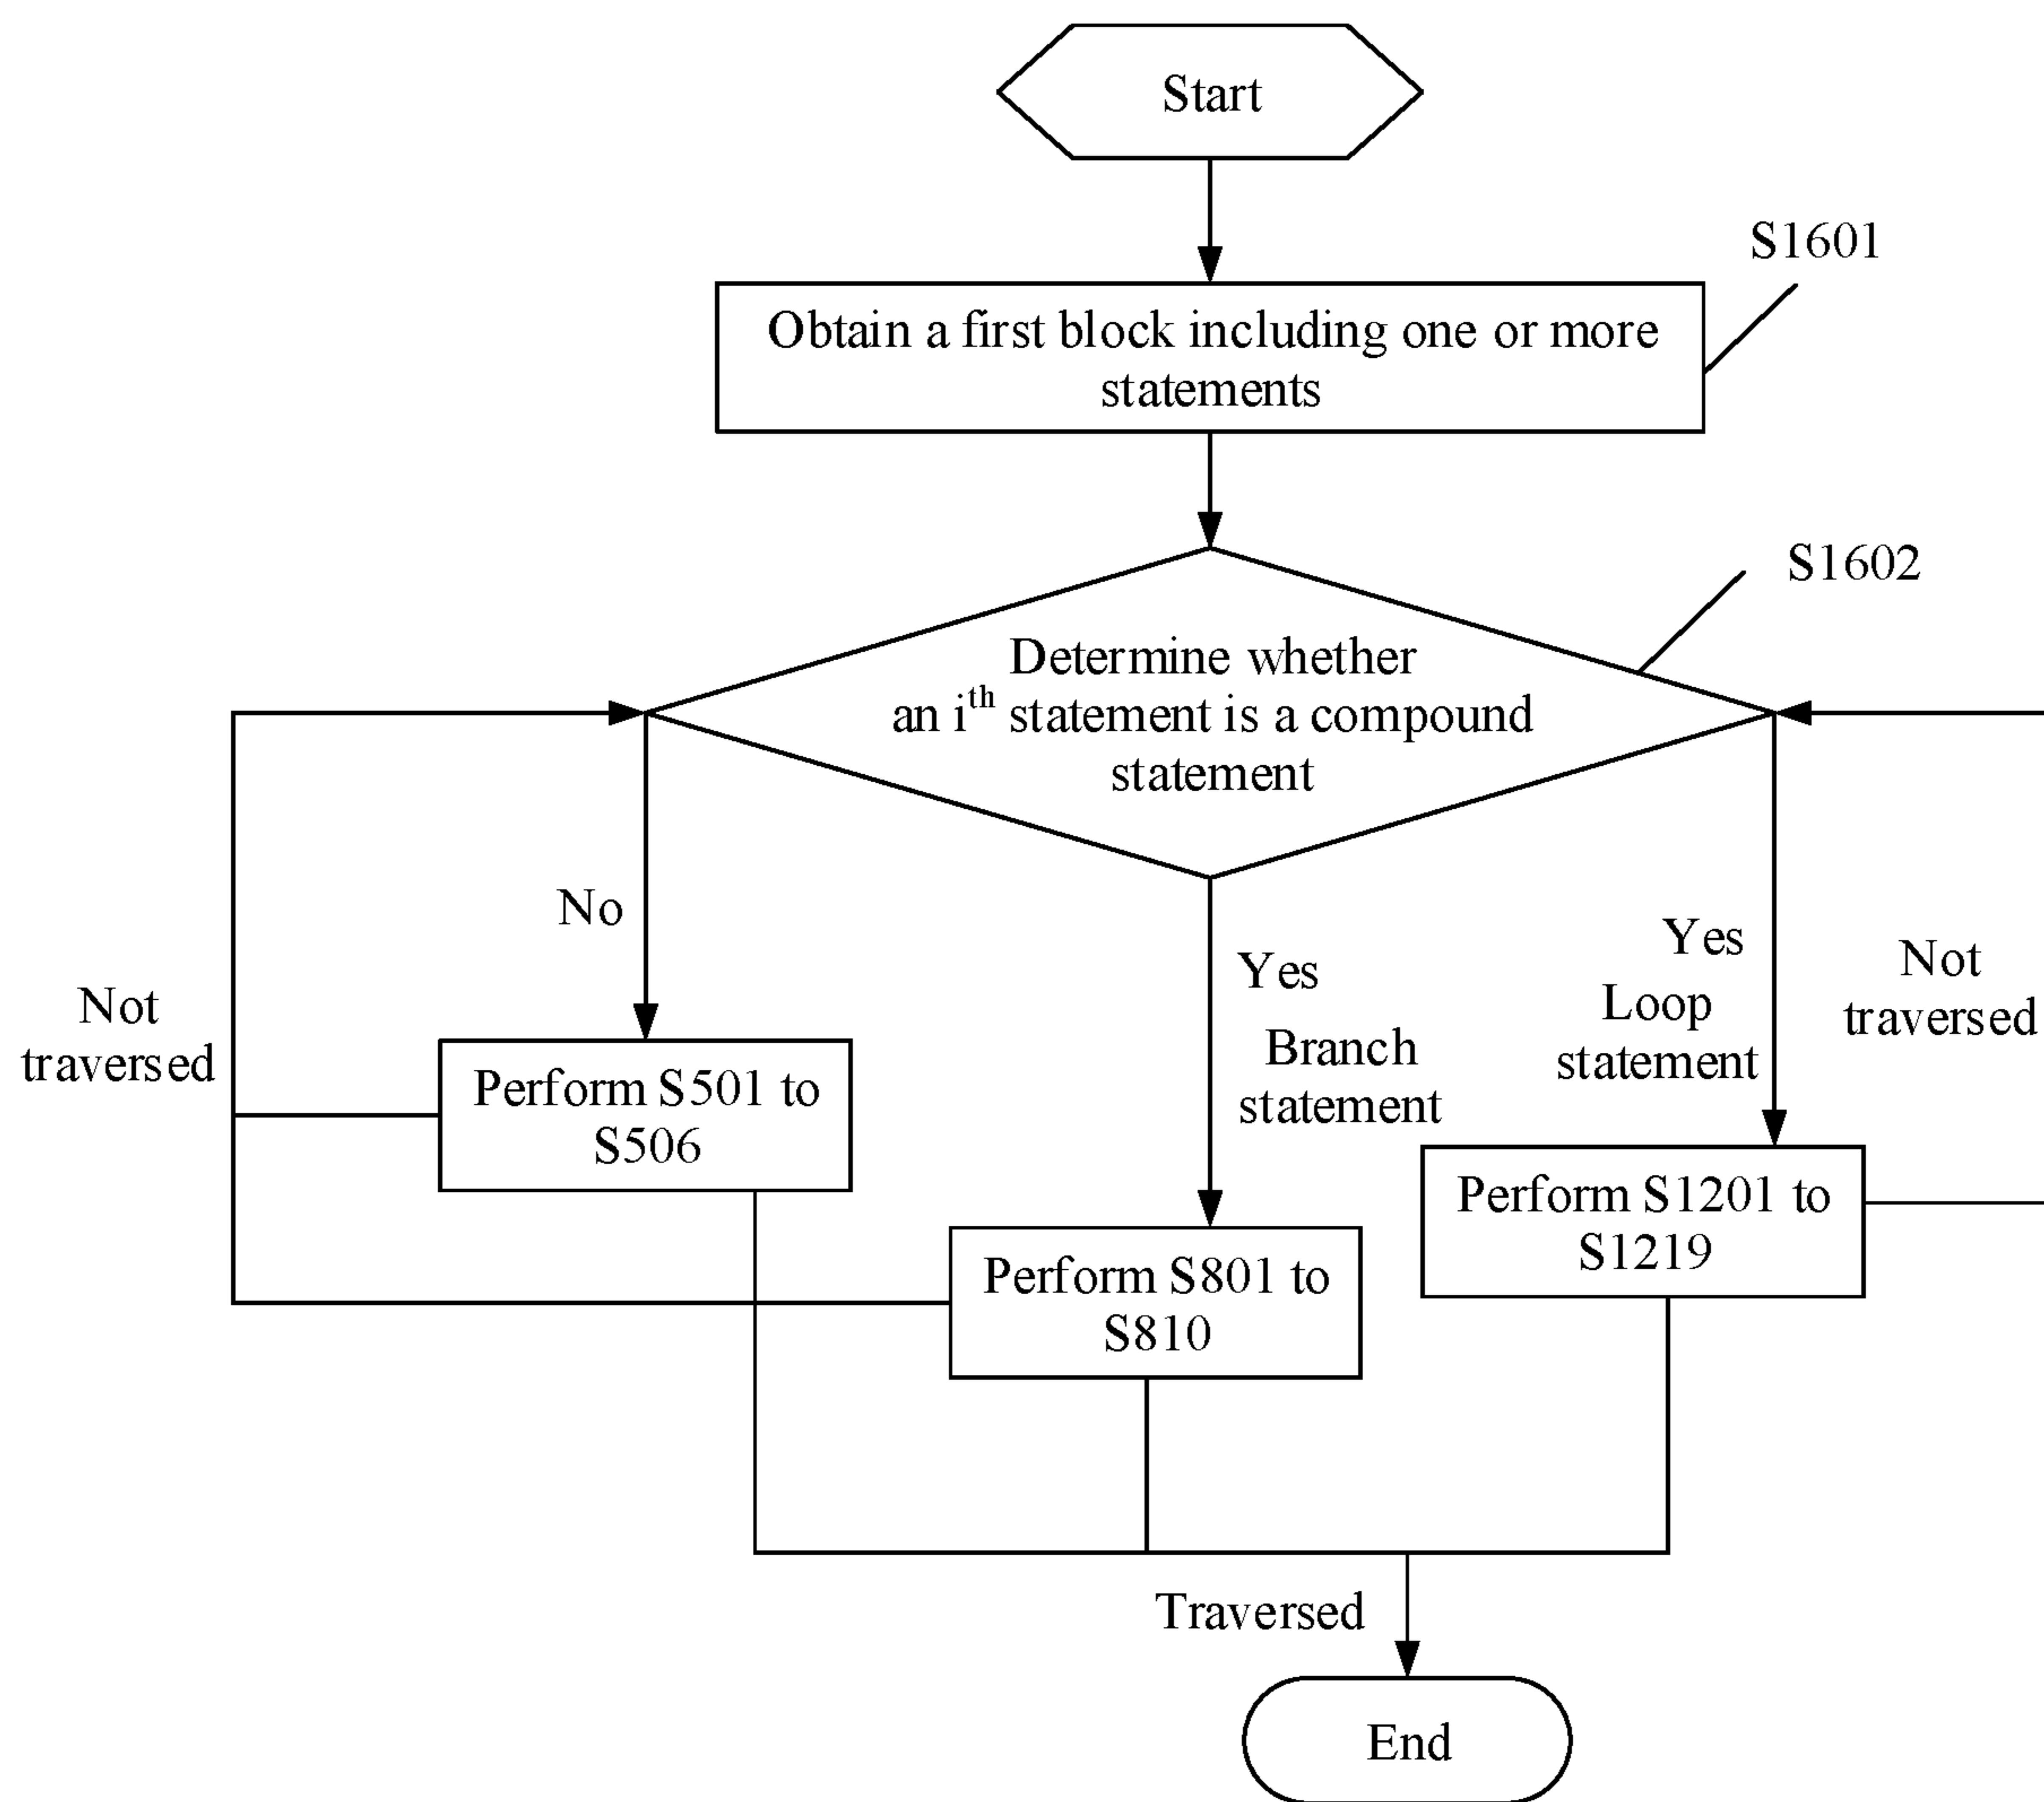 Start
S1601
Obtain a first block including one or more
statements
S1602
Determine whether
an iᵗʰ statement is a compound
statement
No
Yes
Branch
statement
Yes
Loop
statement
Not
traversed
Not
traversed
Perform S501 to
S506
Perform S801 to
S810
Perform S1201 to
S1219
Traversed
End